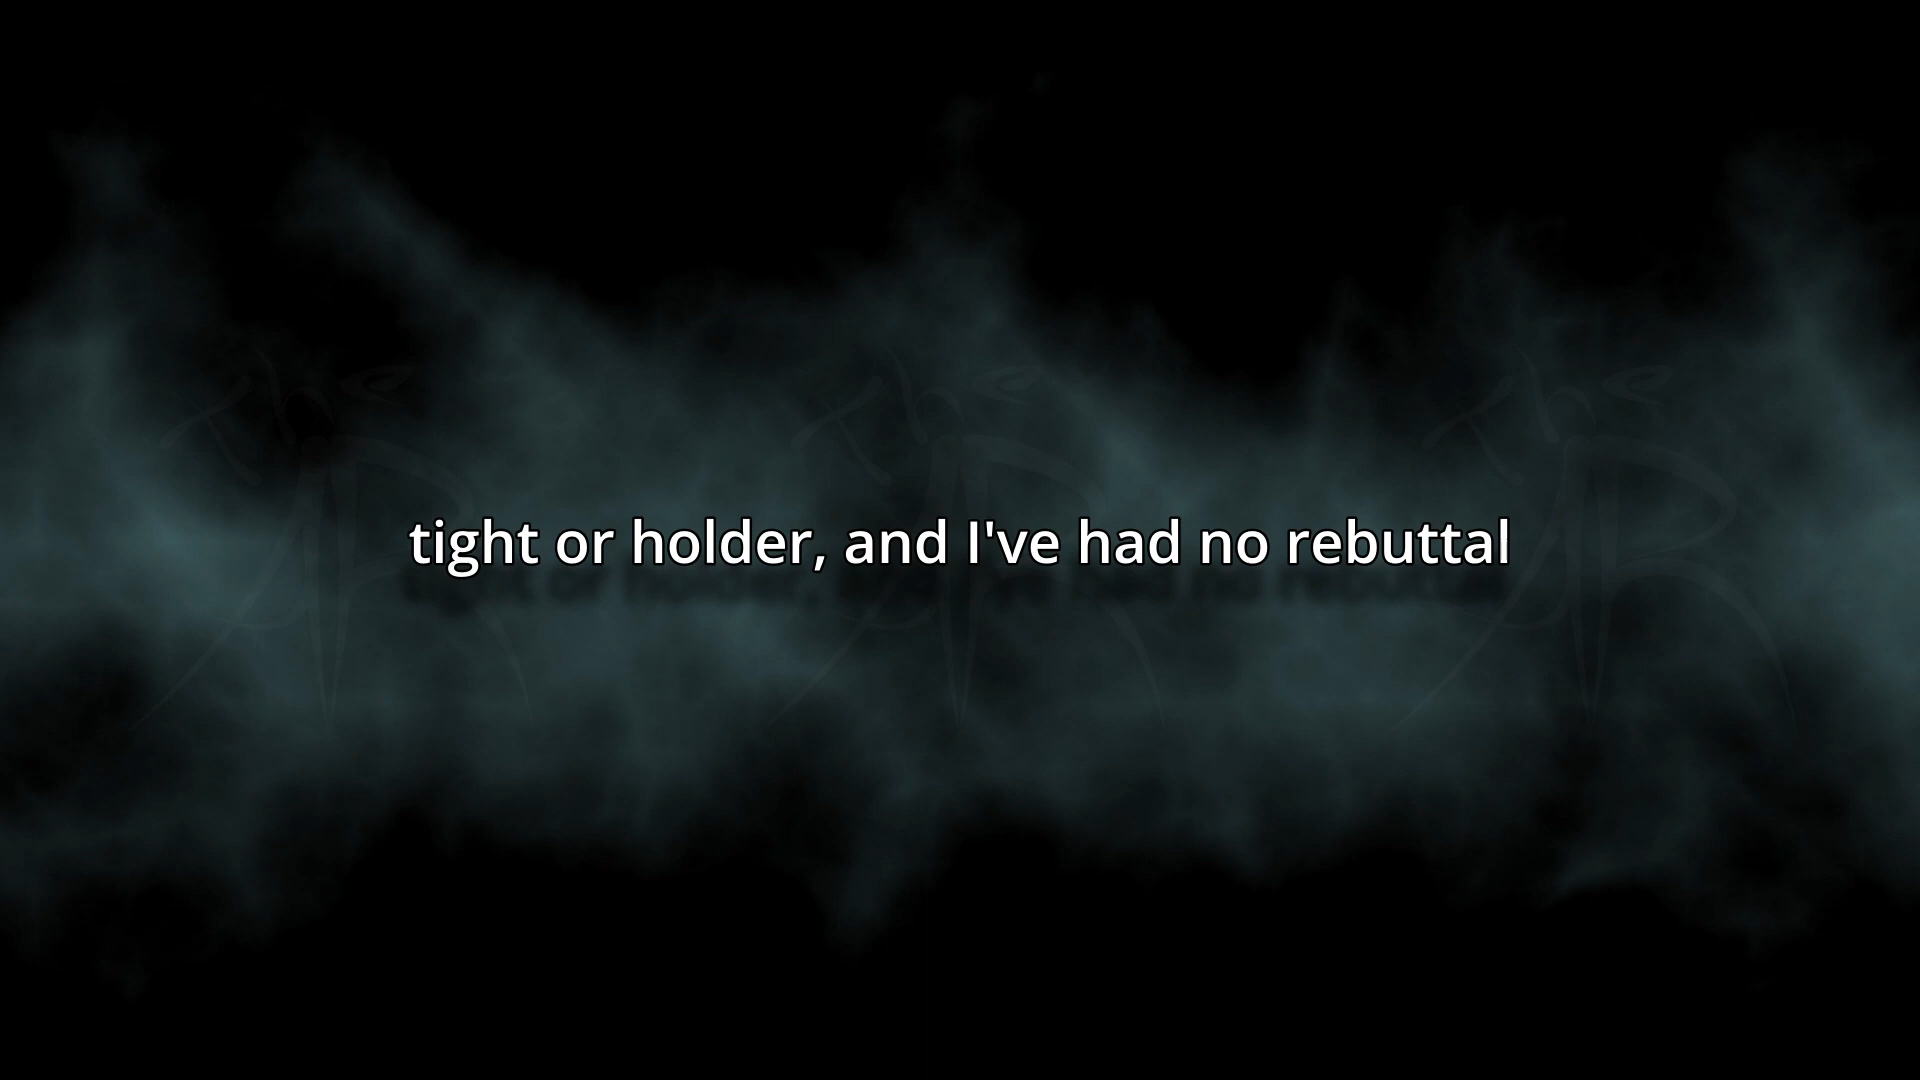 tight or holder, and I've had no rebuttal